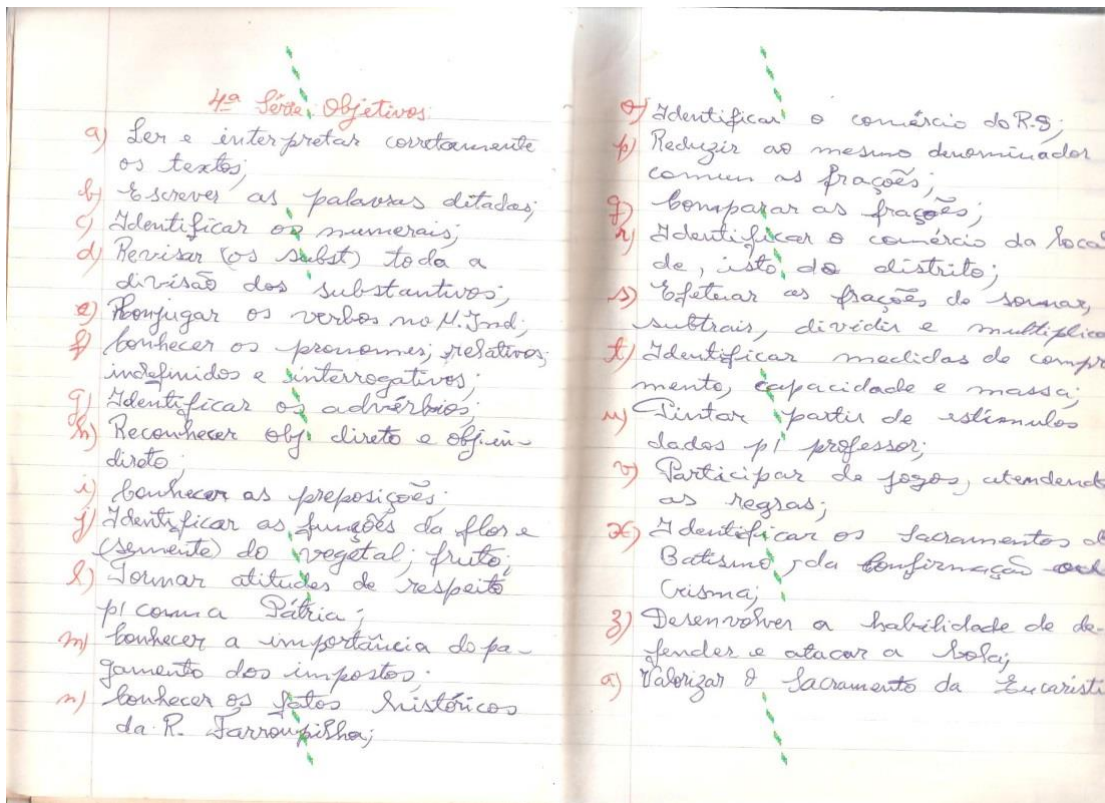 4ª Série: Objetivos:
a) Ler e interpretar corretamente
os textos;
b) Escrever as palavras ditadas;
c) Identificar os numerais;
d) Revisar (os subst) toda a
divisão dos substantivos;
e) Conjugar os verbos no M. Ind;
f) Conhecer os pronomes; relativos;
indefinidos e interrogativos;
g) Identificar os advérbios;
h) Reconhecer obj. direto e obj. in-
direto;
i) Conhecer as preposições;
j) Identificar as funções da flor e
(semente) do vegetal; fruto;
l) Tormar atitudes de respeito
p/ com a Pátria;
m) Conhecer a importância do pa-
gamento dos impostos;
n) Conhecer os fatos históricos
da R. Farroupilha;
o) Identificar o comércio do R.S;
p) Reduzir ao mesmo denominador
comum as frações;
q) Comparar as frações;
r) Identificar o comércio da loca
de, isto do distrito;
s) Efetuar as frações de somar,
subtrair, dividir e multiplica
t) Identificar medidas de compr
mento, capacidade e massa;
u) Pintar partir de estímulos
dados p/ professor;
v) Participar de jogos, atendendo
as regras;
x) Identificar os Sacramentos d
Batismo, da Confirmação ou
Crisma;
z) Desenvolver a habilidade de de-
fender e atacar a bola;
a) Valorizar o Sacramento da Eucaristi